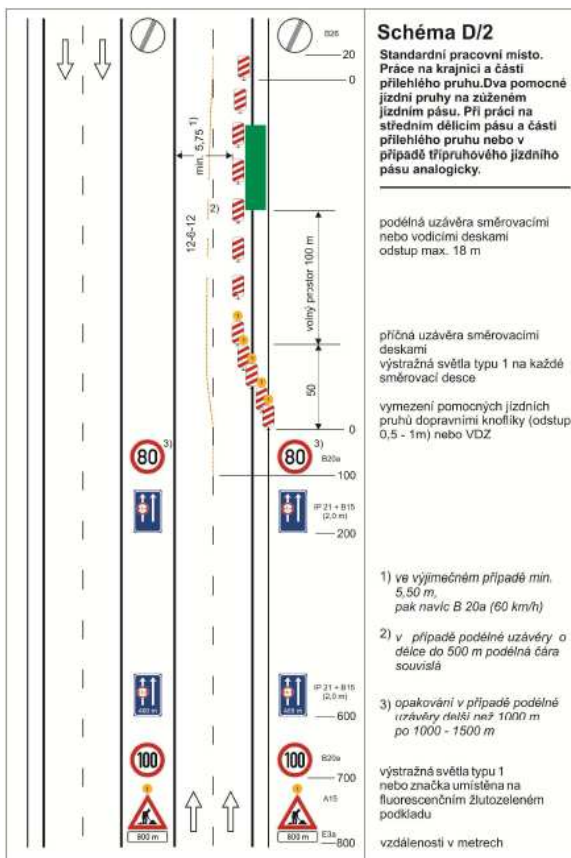 Schéma D/2
Standardní pracovní místo.
Práce na krajnici a části
přilehlého pruhu.Dva pomocné
jízdní pruhy na zúženém
jízdním pásu. Při práci na
středním dělicím pásu a části
přilehlého pruhu nebo v
případě třípruhového jízdního
pásu analogicky.
podélná uzávěra směrovacími
nebo vodicími deskami
odstup max. 18 m
příčná uzávěra směrovacími
deskami
výstražná světla typu 1 na každé
směrovací desce
vymezení pomocných jízdních
pruhů dopravními knoflíky (odstup
0,5 - 1m) nebo VDZ
1) ve výjimečném případě min.
5,50 m,
pak navíc B 20a (60 km/h)
2) v případě podélné uzávěry o
délce do 500 m podélná čára
souvislá
3) opakování v případě podélné
uzávěry delší než 1000 m
po 1000 - 1500 m
výstražná světla typu 1
nebo značka umístěna na
fluorescenčním žlutozeleném
podkladu
vzdálenosti v metrech
B26
20
0
min. 5,75 1)
2)
12-6-12
volný prostor 100 m
50
0
80
3)
80
3)
B20a
100
IP 21 + B15
(2,0 m)
200
400 m
400 m
IP 21 + B15
(2,0 m)
600
100
100
B20a
700
A15
800 m
800 m
E3a
800